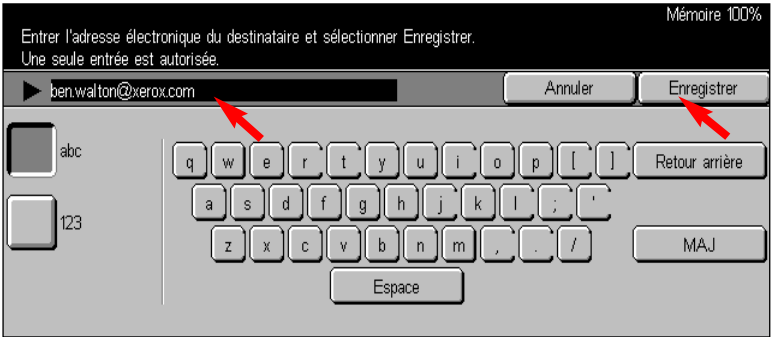 Mémoire 100%
Entrer l'adresse électronique du destinataire et sélectionner Enregistrer.
Une seule entrée est autorisée.
ben.walton@xerox.com
Annuler
Enregistrer
abc
q w e r t y u i o p [ ]
Retour arrière
a s d f g h j k l ; '
123
z x c v b n m , . /
MAJ
Espace